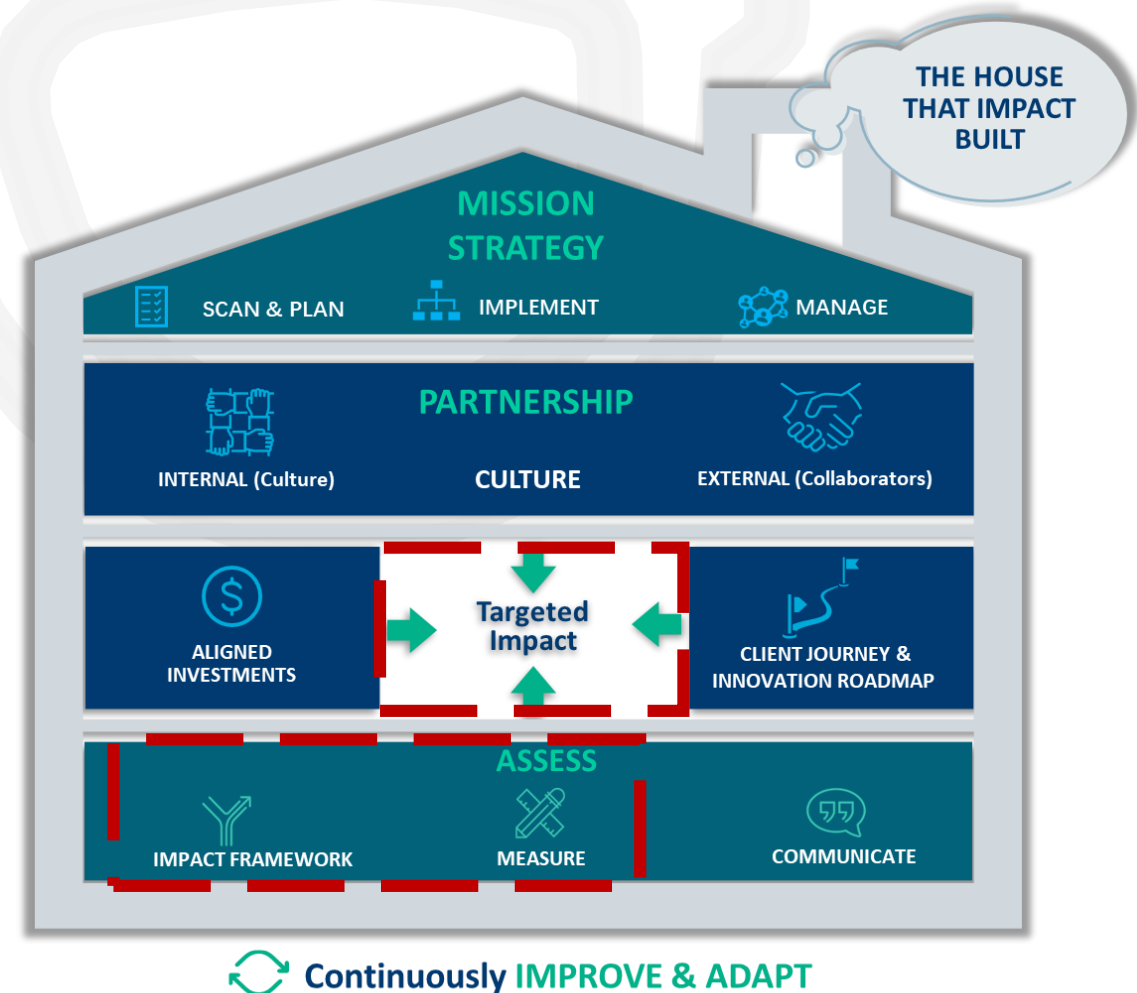 THE HOUSE
THAT IMPACT
BUILT
MISSION
STRATEGY
SCAN & PLAN
IMPLEMENT
MANAGE
PARTNERSHIP
INTERNAL (Culture)
CULTURE
EXTERNAL (Collaborators)
ALIGNED
INVESTMENTS
Targeted
Impact
CLIENT JOURNEY &
INNOVATION ROADMAP
ASSESS
IMPACT FRAMEWORK
MEASURE
COMMUNICATE
Continuously IMPROVE & ADAPT